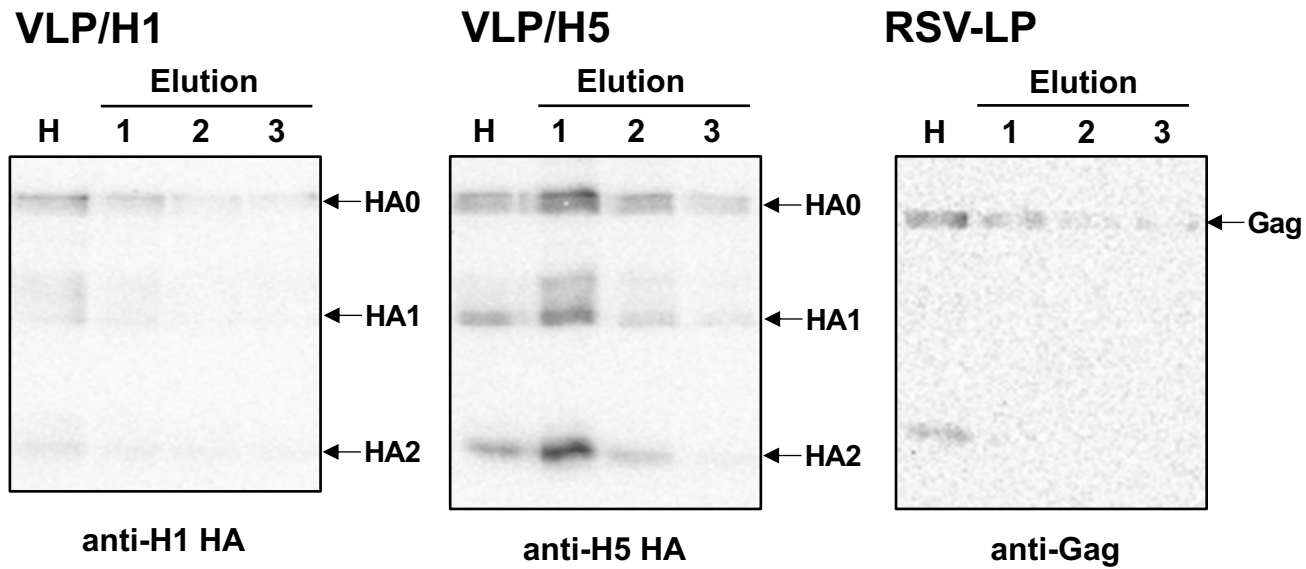 VLP/H1
Elution
H 1 2 3
HA0
HA1
HA2
anti-H1 HA
VLP/H5
Elution
H 1 2 3
HA0
HA1
HA2
anti-H5 HA
RSV-LP
Elution
H 1 2 3
Gag
anti-Gag